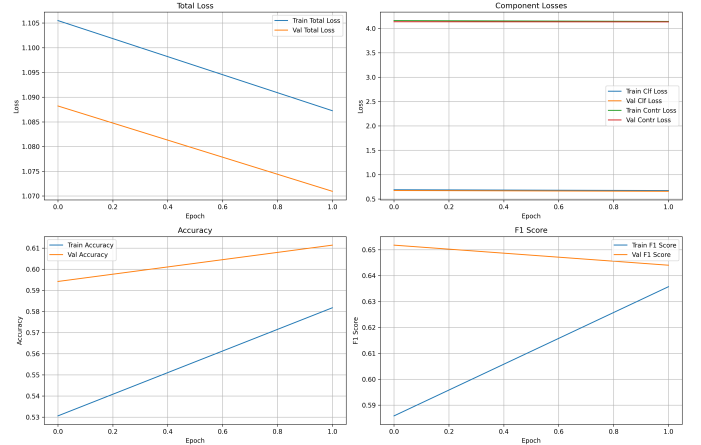 Total Loss
1.105
1.100
1.095
1.090
1.085
1.080
1.075
1.070
Loss
0.0
0.2
0.4
0.6
0.8
1.0
Epoch
Train Total Loss
Val Total Loss
Component Losses
4.0
3.5
3.0
2.5
2.0
1.5
1.0
0.5
Loss
0.0
0.2
0.4
0.6
0.8
1.0
Epoch
Train Clf Loss
Val Clf Loss
Train Contr Loss
Val Contr Loss
Accuracy
0.61
0.60
0.59
0.58
0.57
0.56
0.55
0.54
0.53
Accuracy
0.0
0.2
0.4
0.6
0.8
1.0
Epoch
Train Accuracy
Val Accuracy
F1 Score
0.65
0.64
0.63
0.62
0.61
0.60
0.59
F1 Score
0.0
0.2
0.4
0.6
0.8
1.0
Epoch
Train F1 Score
Val F1 Score